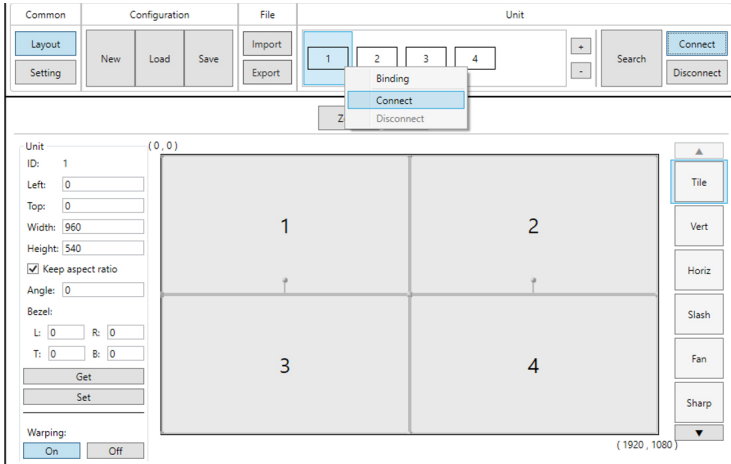 Common Configuration File Unit
Layout New Load Save Import 1 2 3 4 + Search Connect
Setting Export - Disconnect
Binding
Connect
Disconnect
Unit (0,0)
ID: 1
Left: 0
Top: 0
Width: 960
Height: 540
Keep aspect ratio
Angle: 0
Bezel:
L: 0 R: 0
T: 0 B: 0
Get
Set
Warping:
On Off
1 2
3 4
(1920, 1080)
▲
Tile
Vert
Horiz
Slash
Fan
Sharp
▼